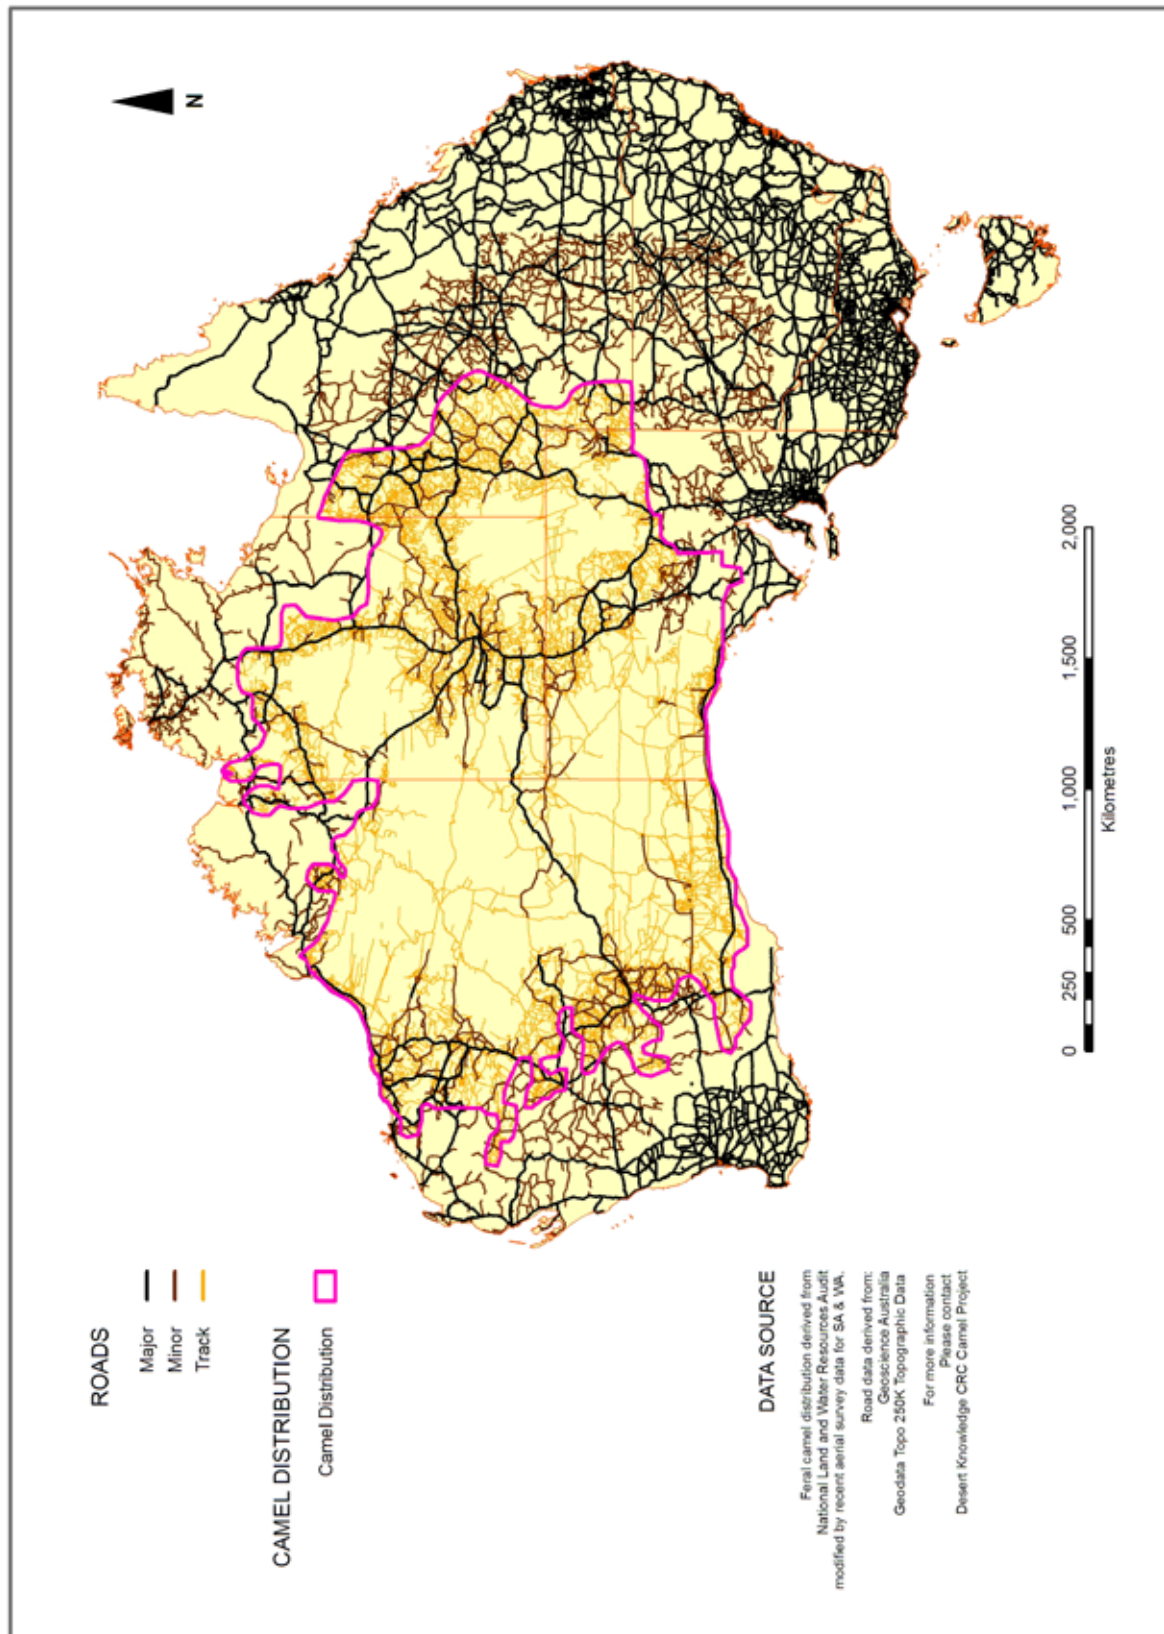 N
ROADS
Major
Minor
Track
CAMEL DISTRIBUTION
Camel Distribution
DATA SOURCE
Feral camel distribution derived from
National Land and Water Resources Audit
modified by recent aerial survey data for SA & WA.
Road data derived from:
Geoscience Australia
Geodata Topo 250K Topographic Data
For more information
Please contact
Desert Knowledge CRC Camel Project
0 250 500 1,000 1,500 2,000
Kilometres